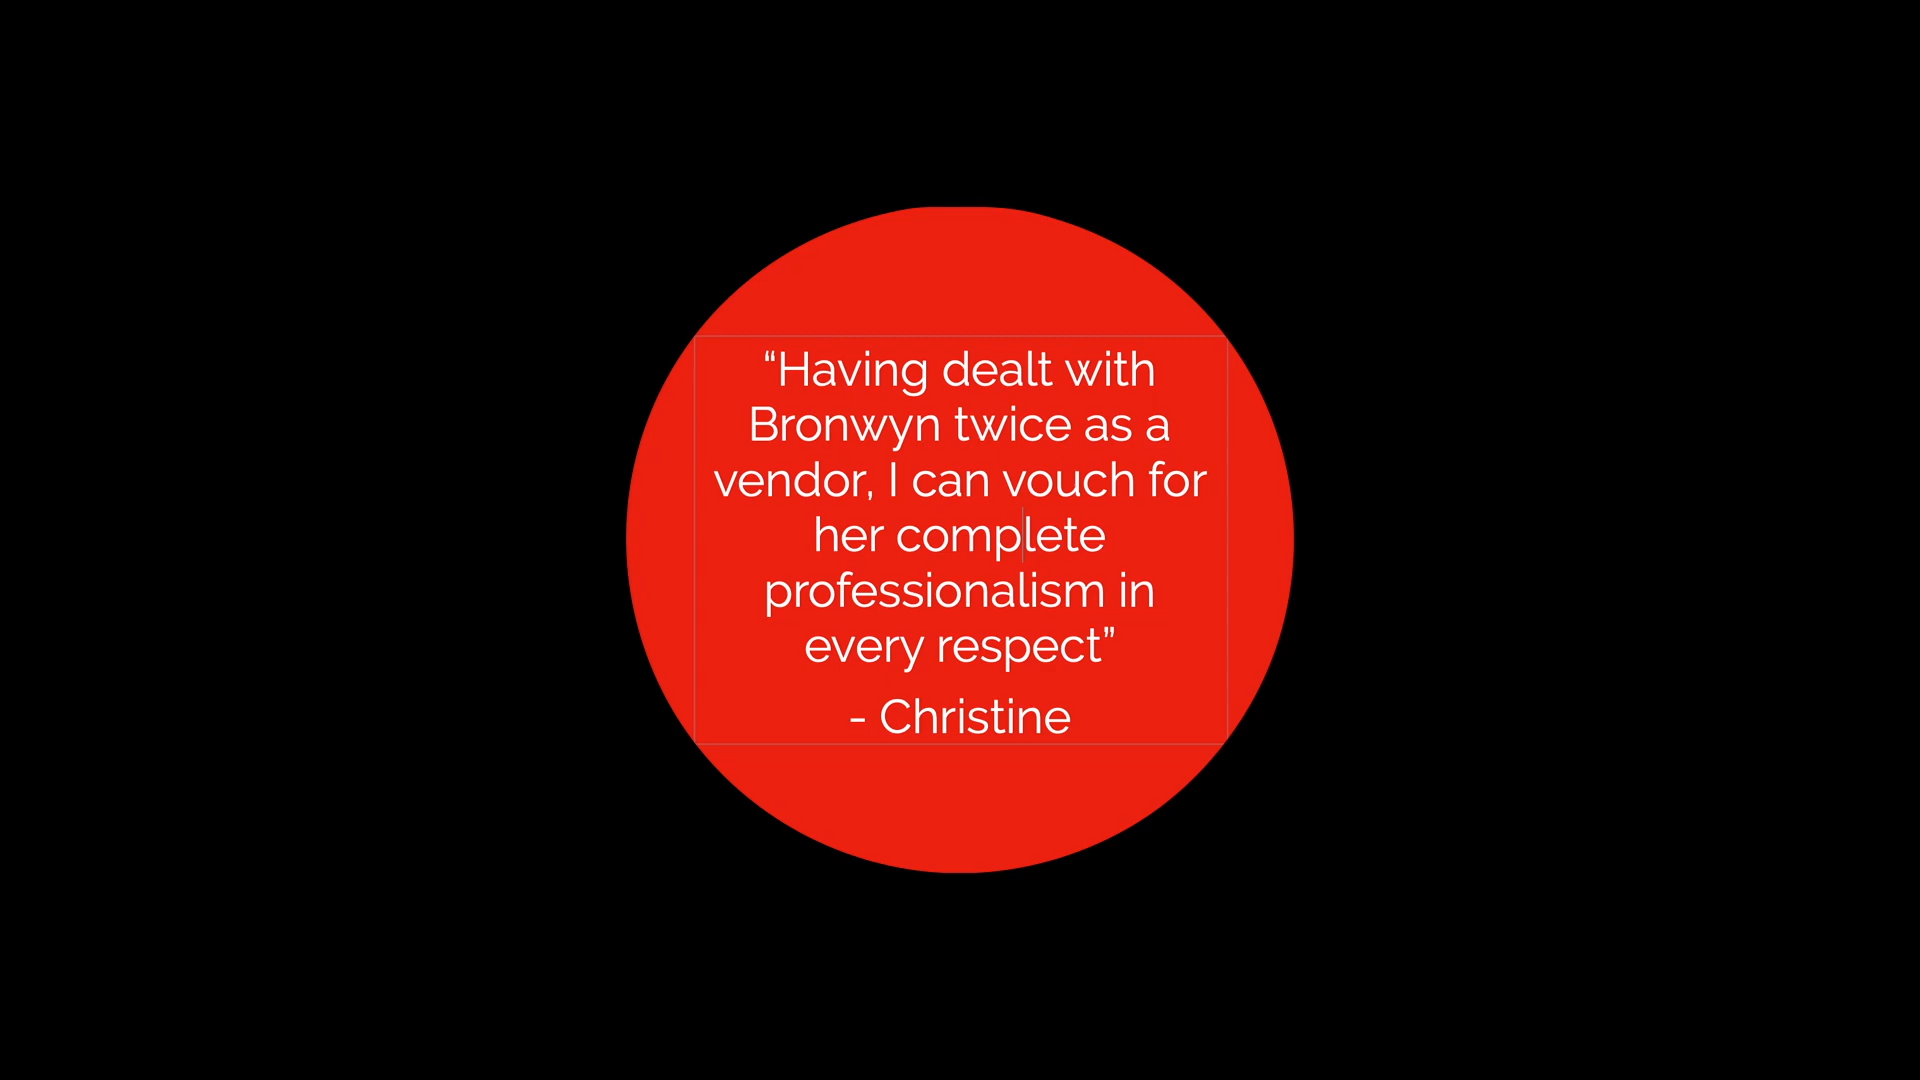 “Having dealt with
Bronwyn twice as a
vendor, I can vouch for
her complete
professionalism in
every respect”
- Christine